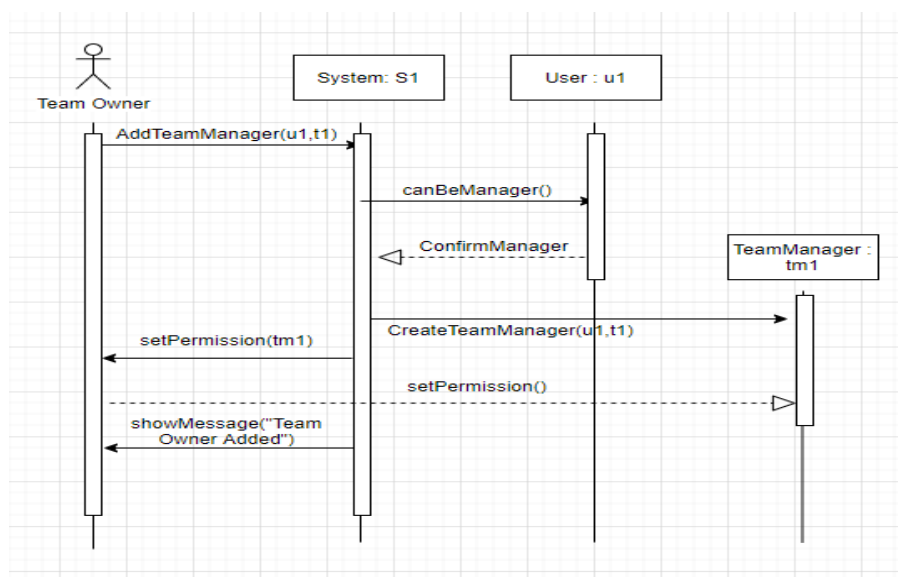 System: S1
User : u1
Team Owner
AddTeamManager(u1,t1)
canBeManager()
ConfirmManager
TeamManager :
tm1
CreateTeamManager(u1,t1)
setPermission(tm1)
setPermission()
showMessage("Team
Owner Added")